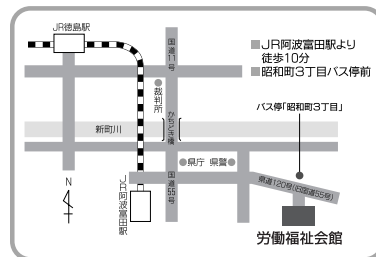 JR徳島駅
国道11号
■JR阿波富田駅より
徒歩10分
■昭和町3丁目バス停前
裁判所
かちどき橋
新町川
バス停「昭和町3丁目」
県庁 県警
国道55号
県道120号(旧国道55号)
N
JR阿波富田駅
労働福祉会館